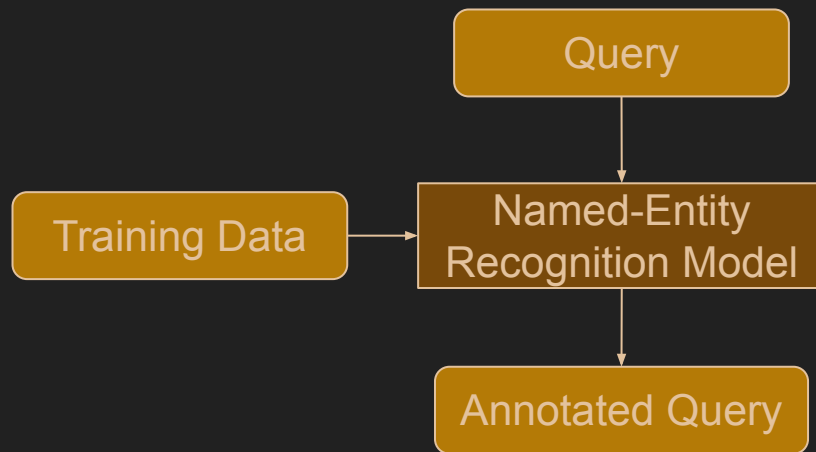 Query
Training Data
Named-Entity
Recognition Model
Annotated Query